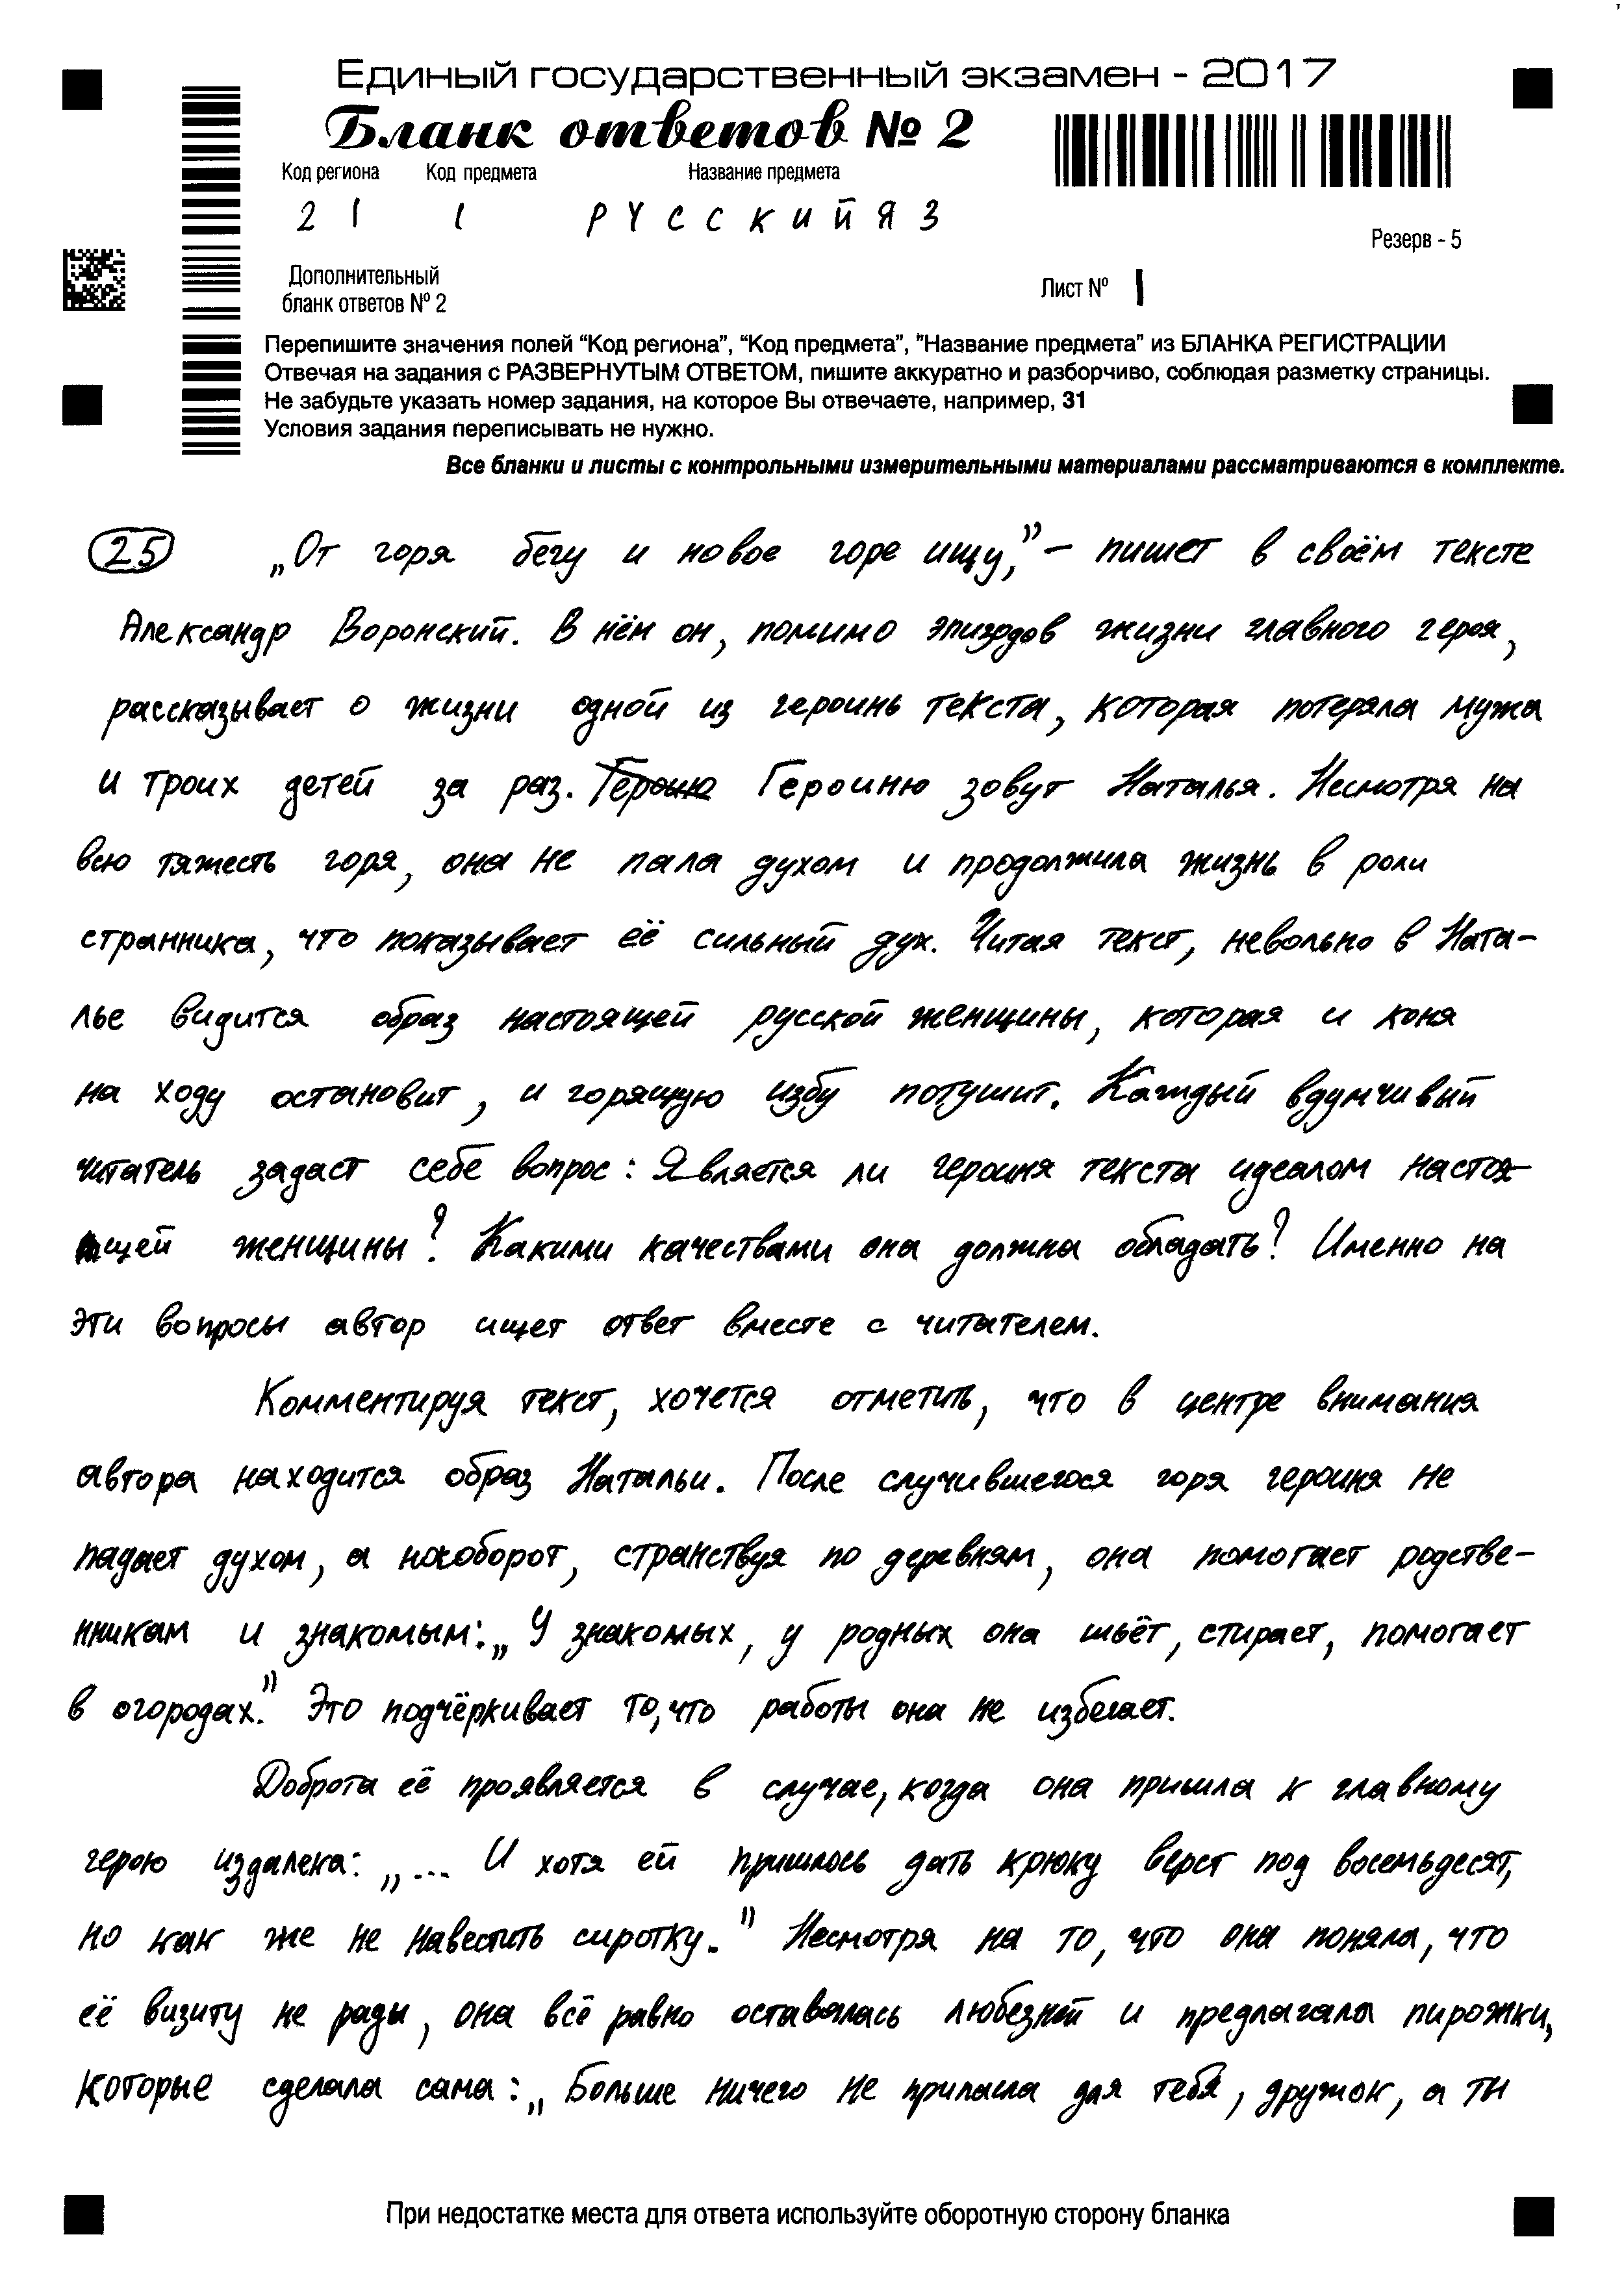 Единый государственный экзамен - 2017
Бланк ответов № 2
Код региона Код предмета Название предмета
2 1 1 РУССКИЙЯЗ
Резерв - 5
Дополнительный
бланк ответов № 2
Лист № 1
Перепишите значения полей “Код региона”, “Код предмета”, "Название предмета” из БЛАНКА РЕГИСТРАЦИИ
Отвечая на задания с РАЗВЕРНУТЫМ ОТВЕТОМ, пишите аккуратно и разборчиво, соблюдая разметку страницы.
Не забудьте указать номер задания, на которое Вы отвечаете, например, 31
Условия задания переписывать не нужно.
Все бланки и листы с контрольными измерительными материалами рассматриваются в комплекте.
25 „От горя бегу и новое горе ищу,” – пишет в своём тексте
Александр Воронский. В нём он, помимо эпизодов жизни главного героя,
рассказывает о жизни одной из героинь текста, которая потеряла мужа
и троих детей за раз. Героиню зовут Наталья. Несмотря на
всю тяжесть горя, она не пала духом и продолжила жизнь в роли
странника, что показывает её сильный дух. Читая текст, невольно в Ната-
лье видится образ настоящей русской женщины, которая и коня
на ходу остановит, и горящую избу потушит. Каждый вдумчивый
читатель задаст себе вопрос: Является ли героиня текста идеалом настоя-
щей женщины? Какими качествами она должна обладать? Именно на
эти вопросы автор ищет ответ вместе с читателем.
Комментируя текст, хочется отметить, что в центре внимания
автора находится образ Натальи. После случившегося горя героиня не
падает духом, а наоборот, странствуя по деревням, она помогает родстве-
нникам и знакомым: „У знакомых, у родных она шьёт, стирает, помогает
в огородах.” Это подчёркивает то, что работы она не избегает.
Доброта её проявляется в случае, когда она пришла к главному
герою издалека: „... И хотя ей пришлось дать крюку верст под восемьдесят,
но как же не навестить сиротку.” Несмотря на то, что она поняла, что
её визиту не рады, она всё равно оставалась любезной и предлагала пирожки,
которые сделала сама: „Больше ничего не припасла для тебя, дружок, а ты
При недостатке места для ответа используйте оборотную сторону бланка